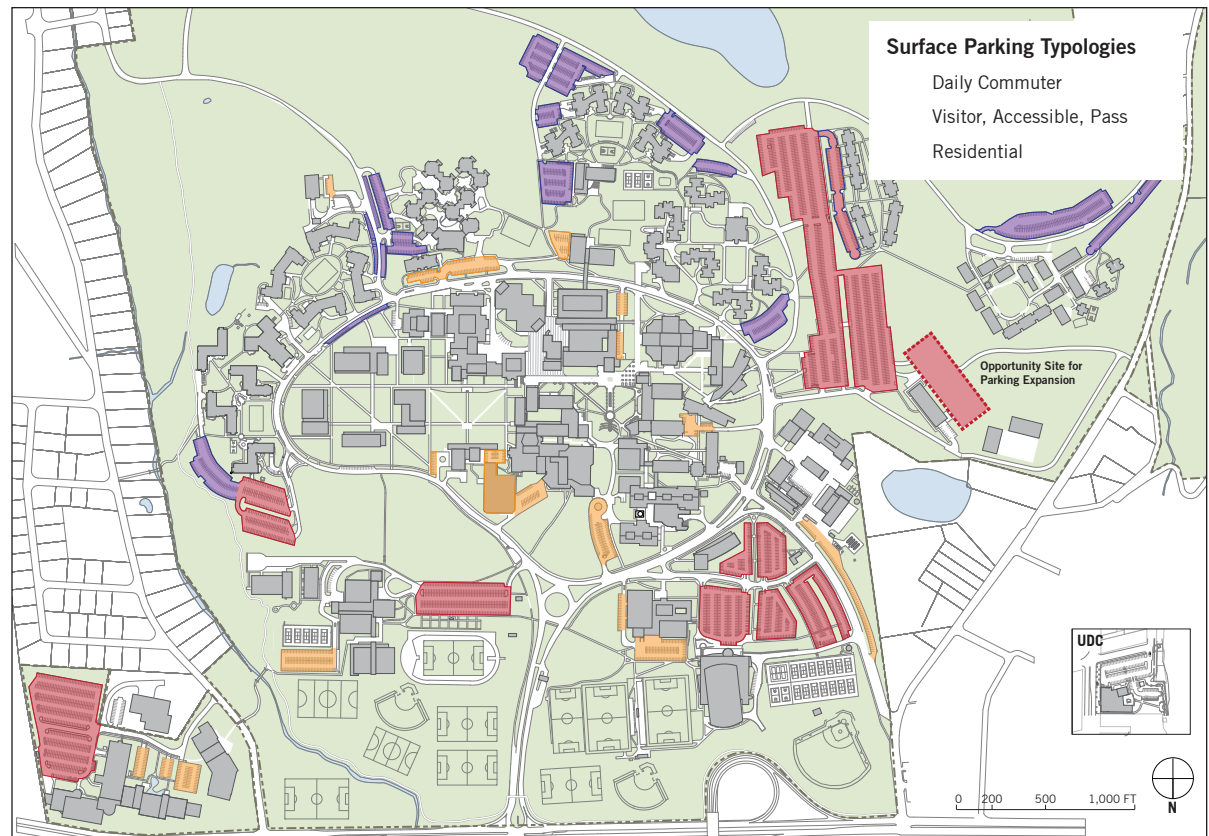 Surface Parking Typologies
Daily Commuter
Visitor, Accessible, Pass
Residential
Opportunity Site for
Parking Expansion
UDC
0 200 500 1,000 FT
N